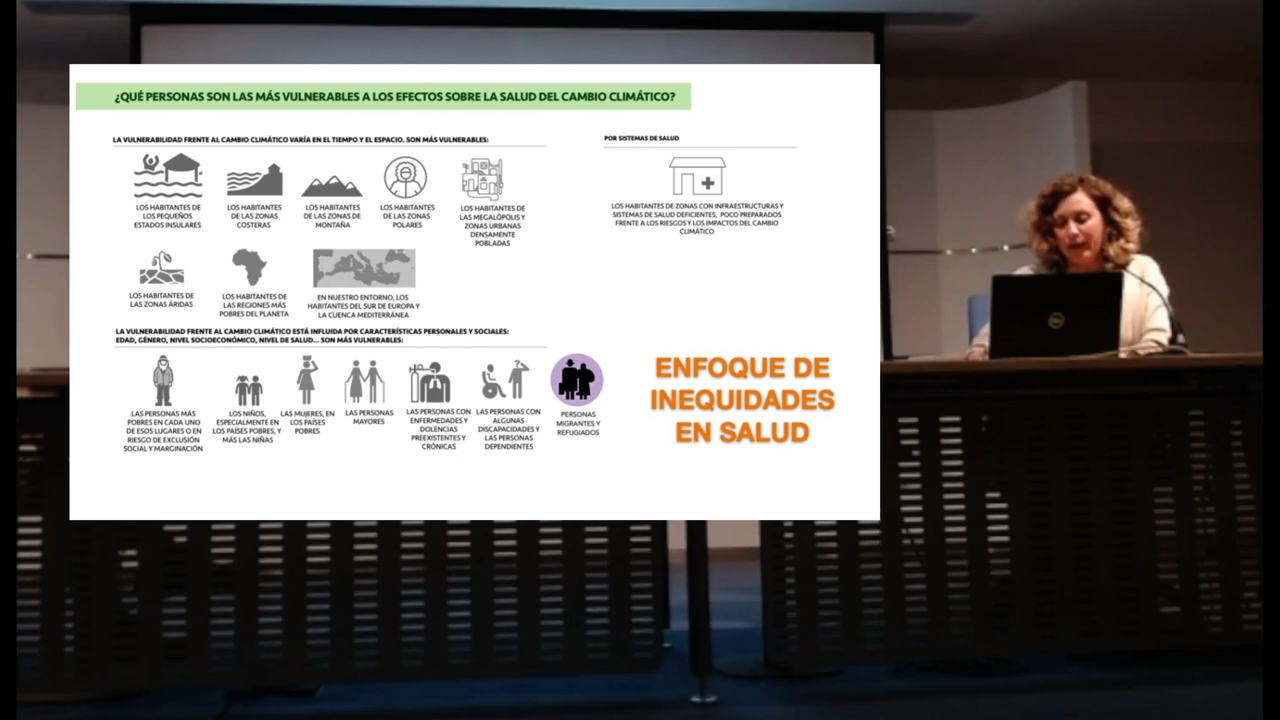 ¿QUÉ PERSONAS SON LAS MÁS VULNERABLES A LOS EFECTOS SOBRE LA SALUD DEL CAMBIO CLIMÁTICO?
LA VULNERABILIDAD FRENTE AL CAMBIO CLIMÁTICO VARÍA EN EL TIEMPO Y EL ESPACIO. SON MÁS VULNERABLES:
LOS HABITANTES DE
LOS PEQUEÑOS
ESTADOS INSULARES
LOS HABITANTES
DE LAS ZONAS
COSTERAS
LOS HABITANTES
DE LAS ZONAS DE
MONTAÑA
LOS HABITANTES
DE LAS ZONAS
POLARES
LOS HABITANTES DE
LAS MEGALÓPOLIS Y
ZONAS URBANAS
DENSAMENTE
POBLADAS
POR SISTEMAS DE SALUD
LOS HABITANTES DE ZONAS CON INFRAESTRUCTURAS Y
SISTEMAS DE SALUD DEFICIENTES, POCO PREPARADOS
FRENTE A LOS RIESGOS Y LOS IMPACTOS DEL CAMBIO
CLIMÁTICO
LOS HABITANTES DE
LAS ZONAS ÁRIDAS
LOS HABITANTES DE
LAS REGIONES MÁS
POBRES DEL PLANETA
EN NUESTRO ENTORNO, LOS
HABITANTES DEL SUR DE EUROPA Y
LA CUENCA MEDITERRÁNEA
LA VULNERABILIDAD FRENTE AL CAMBIO CLIMÁTICO ESTÁ INFLUIDA POR CARACTERÍSTICAS PERSONALES Y SOCIALES:
EDAD, GÉNERO, NIVEL SOCIOECONÓMICO, NIVEL DE SALUD... SON MÁS VULNERABLES:
LAS PERSONAS MÁS
POBRES EN CADA UNO
DE ESOS LUGARES O EN
RIESGO DE EXCLUSIÓN
SOCIAL Y MARGINACIÓN
LOS NIÑOS,
ESPECIALMENTE EN
LOS PAÍSES POBRES, Y
MÁS LAS NIÑAS
LAS MUJERES, EN
LOS PAÍSES
POBRES
LAS PERSONAS
MAYORES
LAS PERSONAS CON
ENFERMEDADES Y
DOLENCIAS
PREEXISTENTES Y
CRÓNICAS
LAS PERSONAS CON
ALGUNAS
DISCAPACIDADES Y
LAS PERSONAS
DEPENDIENTES
PERSONAS
MIGRANTES Y
REFUGIADOS
ENFOQUE DE
INEQUIDADES
EN SALUD
DELL